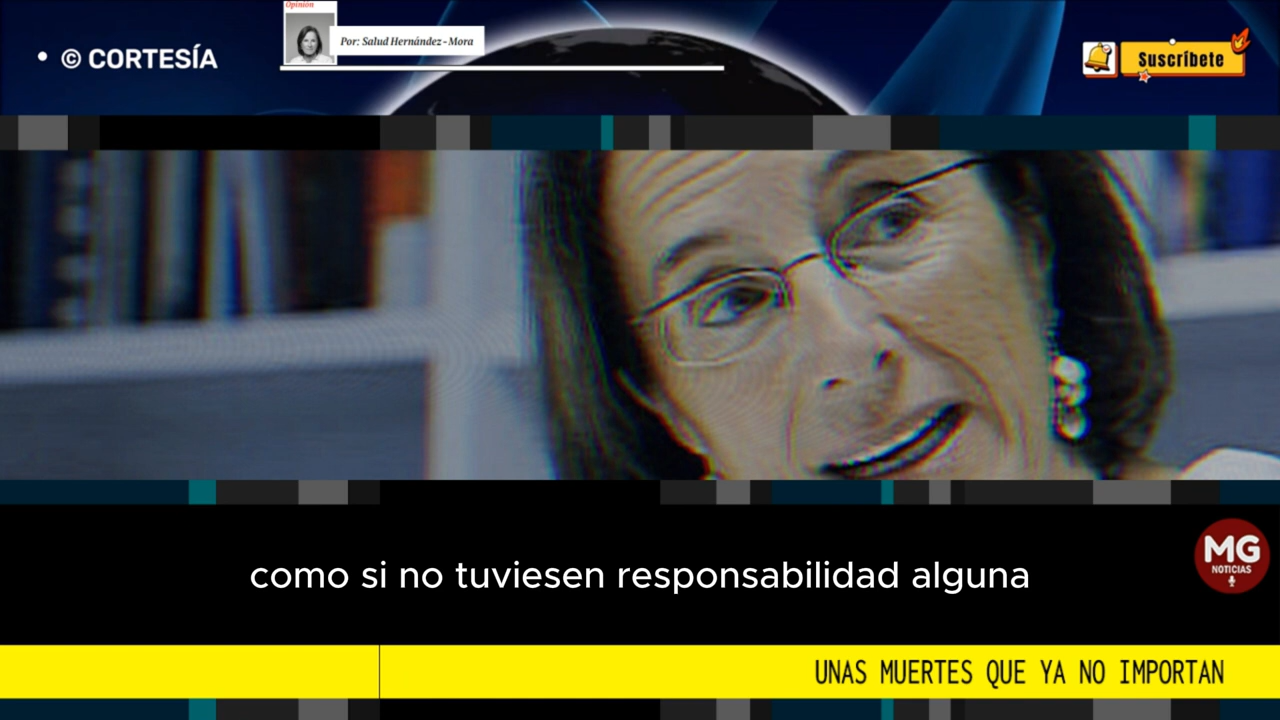 Opinión
• © CORTESÍA
Por: Salud Hernández-Mora
Suscríbete
como si no tuviesen responsabilidad alguna
MG
NOTICIAS
UNAS MUERTES QUE YA NO IMPORTAN